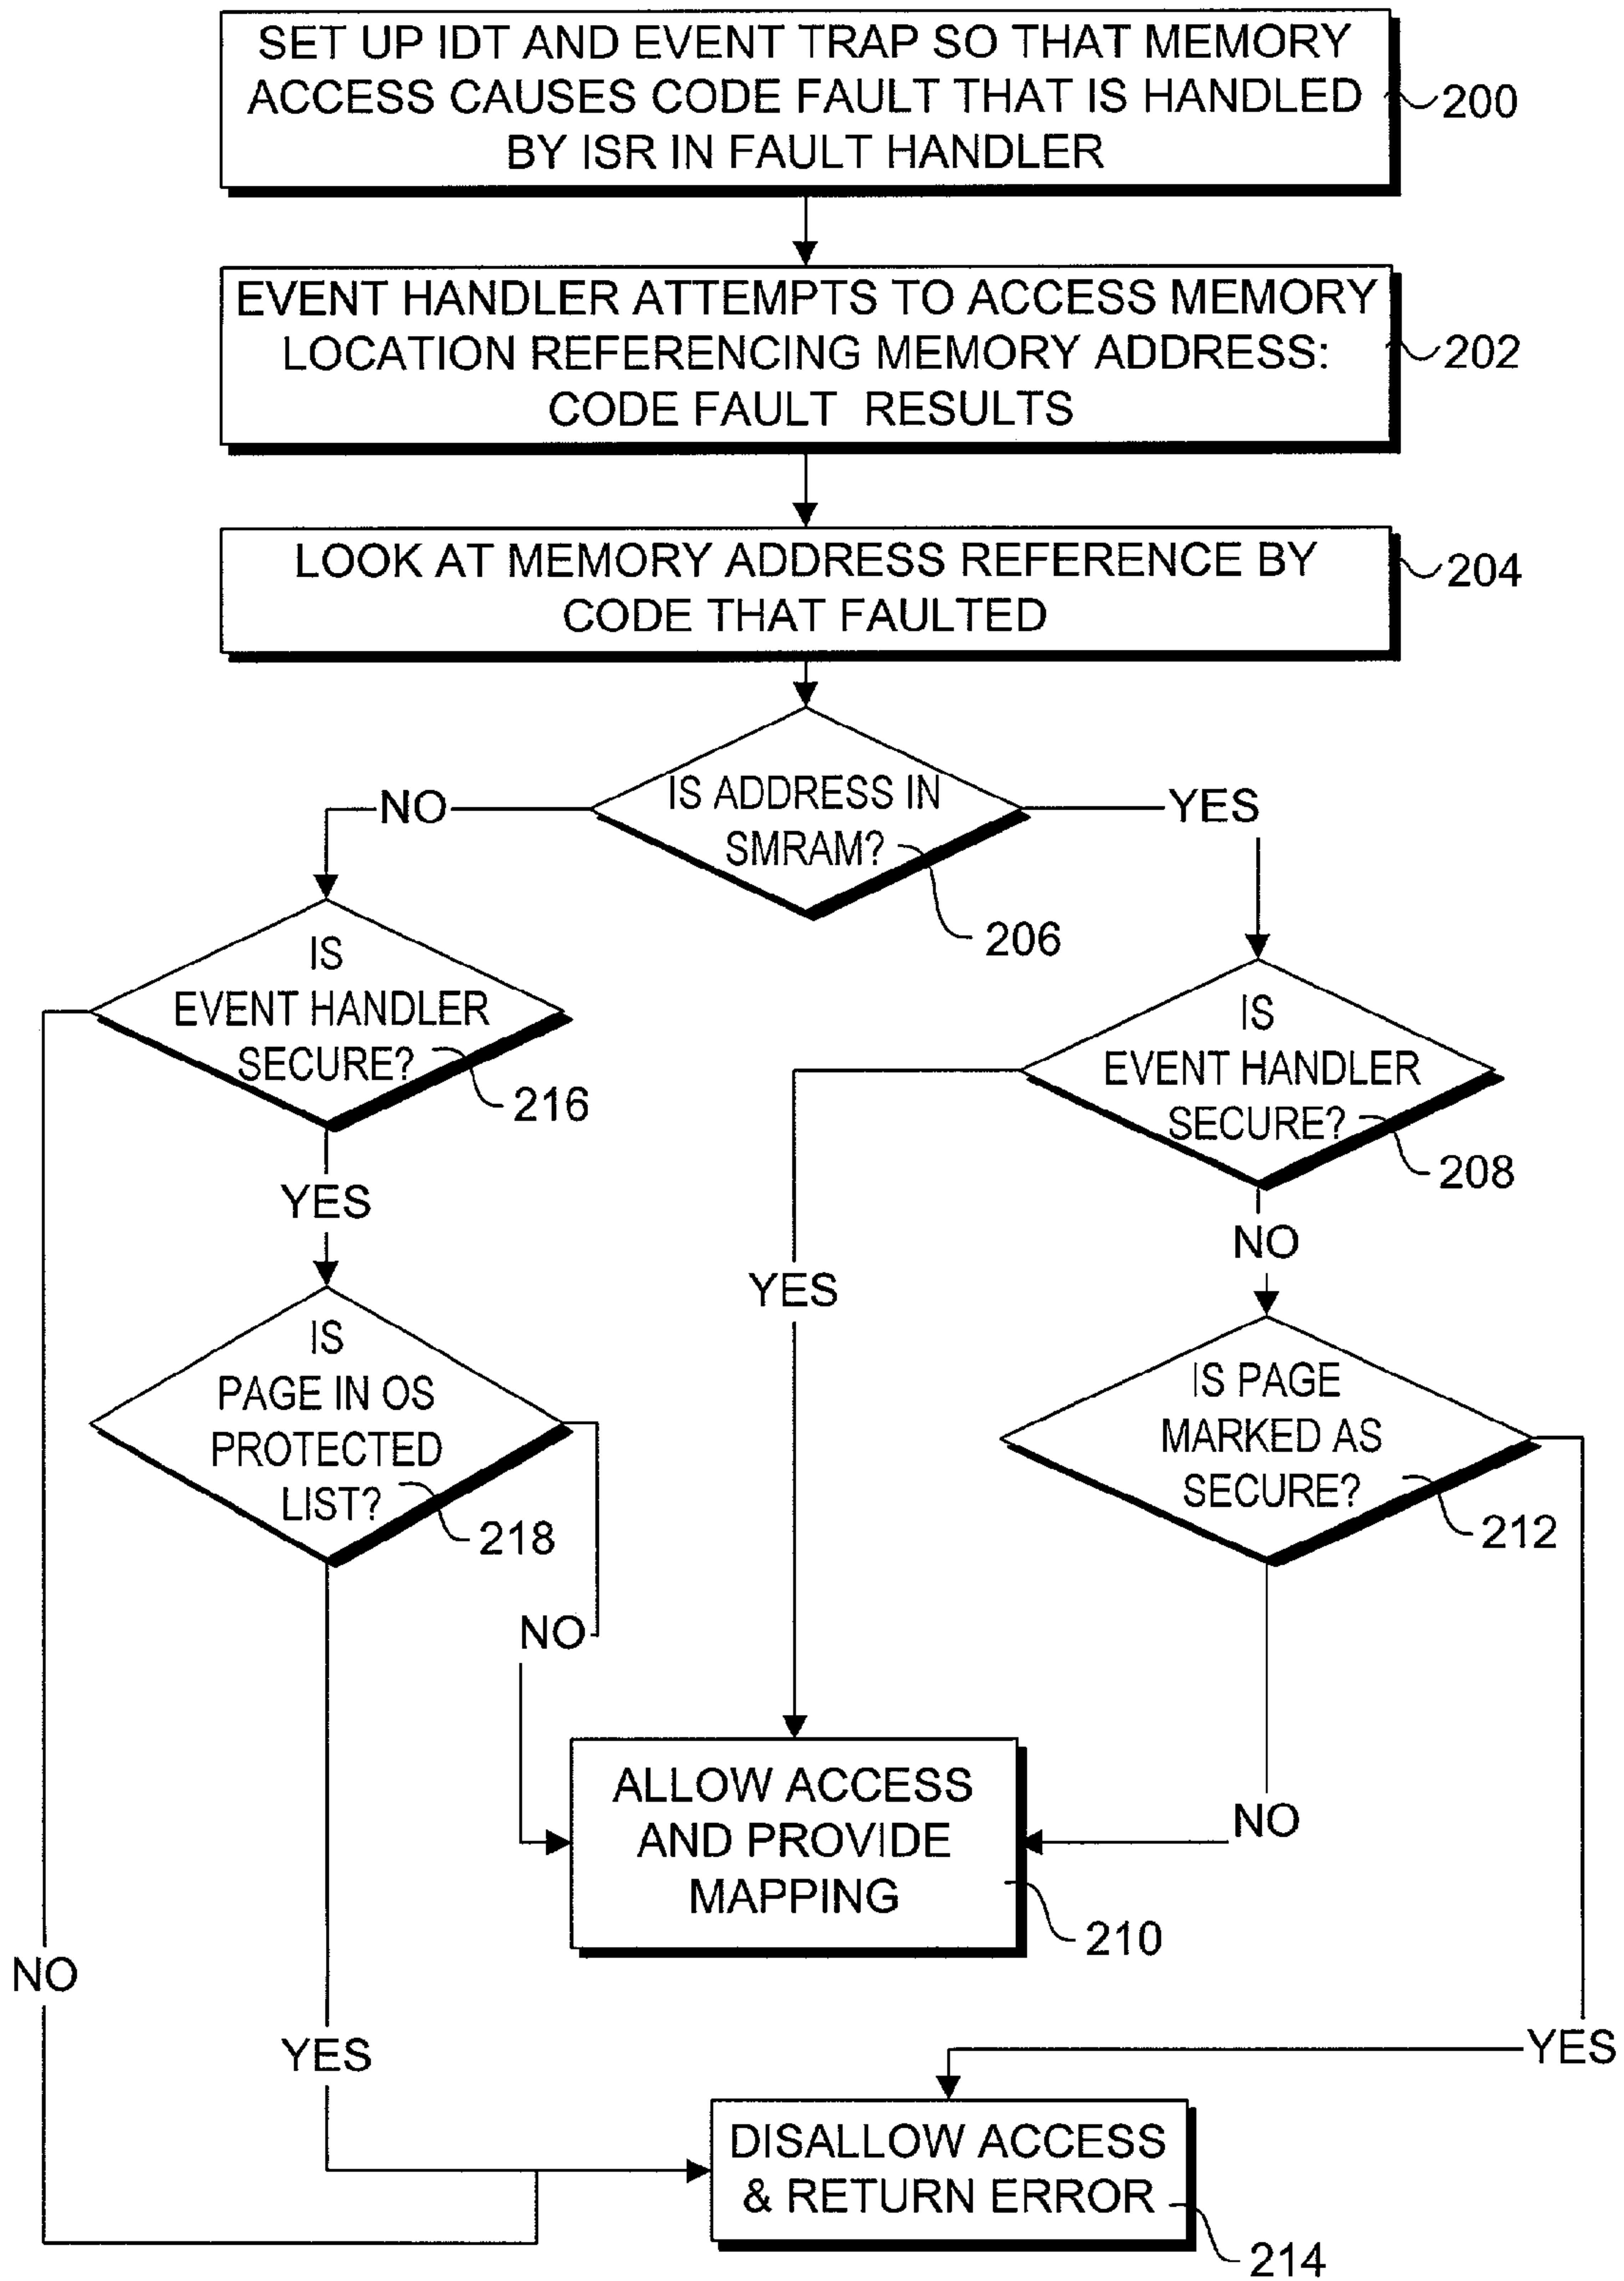 SET UP IDT AND EVENT TRAP SO THAT MEMORY
ACCESS CAUSES CODE FAULT THAT IS HANDLED
BY ISR IN FAULT HANDLER
200
EVENT HANDLER ATTEMPTS TO ACCESS MEMORY
LOCATION REFERENCING MEMORY ADDRESS:
CODE FAULT RESULTS
202
LOOK AT MEMORY ADDRESS REFERENCE BY
CODE THAT FAULTED
204
IS ADDRESS IN
SMRAM?
206
NO
YES
IS
EVENT HANDLER
SECURE?
216
IS
EVENT HANDLER
SECURE?
208
YES
NO
YES
IS
PAGE IN OS
PROTECTED
LIST?
218
IS PAGE
MARKED AS
SECURE?
212
NO
ALLOW ACCESS
AND PROVIDE
MAPPING
210
NO
NO
YES
YES
DISALLOW ACCESS
& RETURN ERROR
214